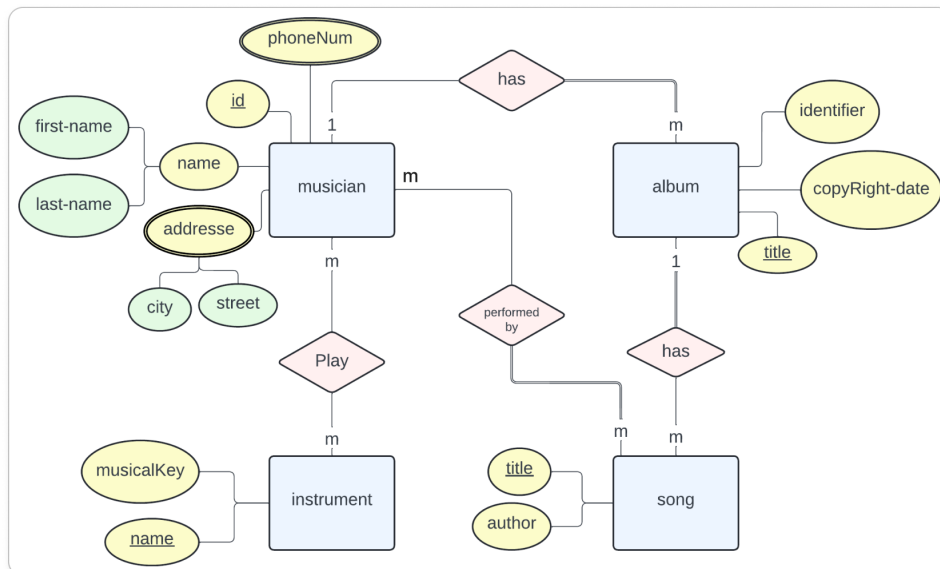 phoneNum
has
id
identifier
first-name
1
m
name
musician
m
album
copyRight-date
last-name
addresse
title
m
1
city
street
performed
by
Play
has
m
m
m
musicalKey
title
instrument
song
name
author